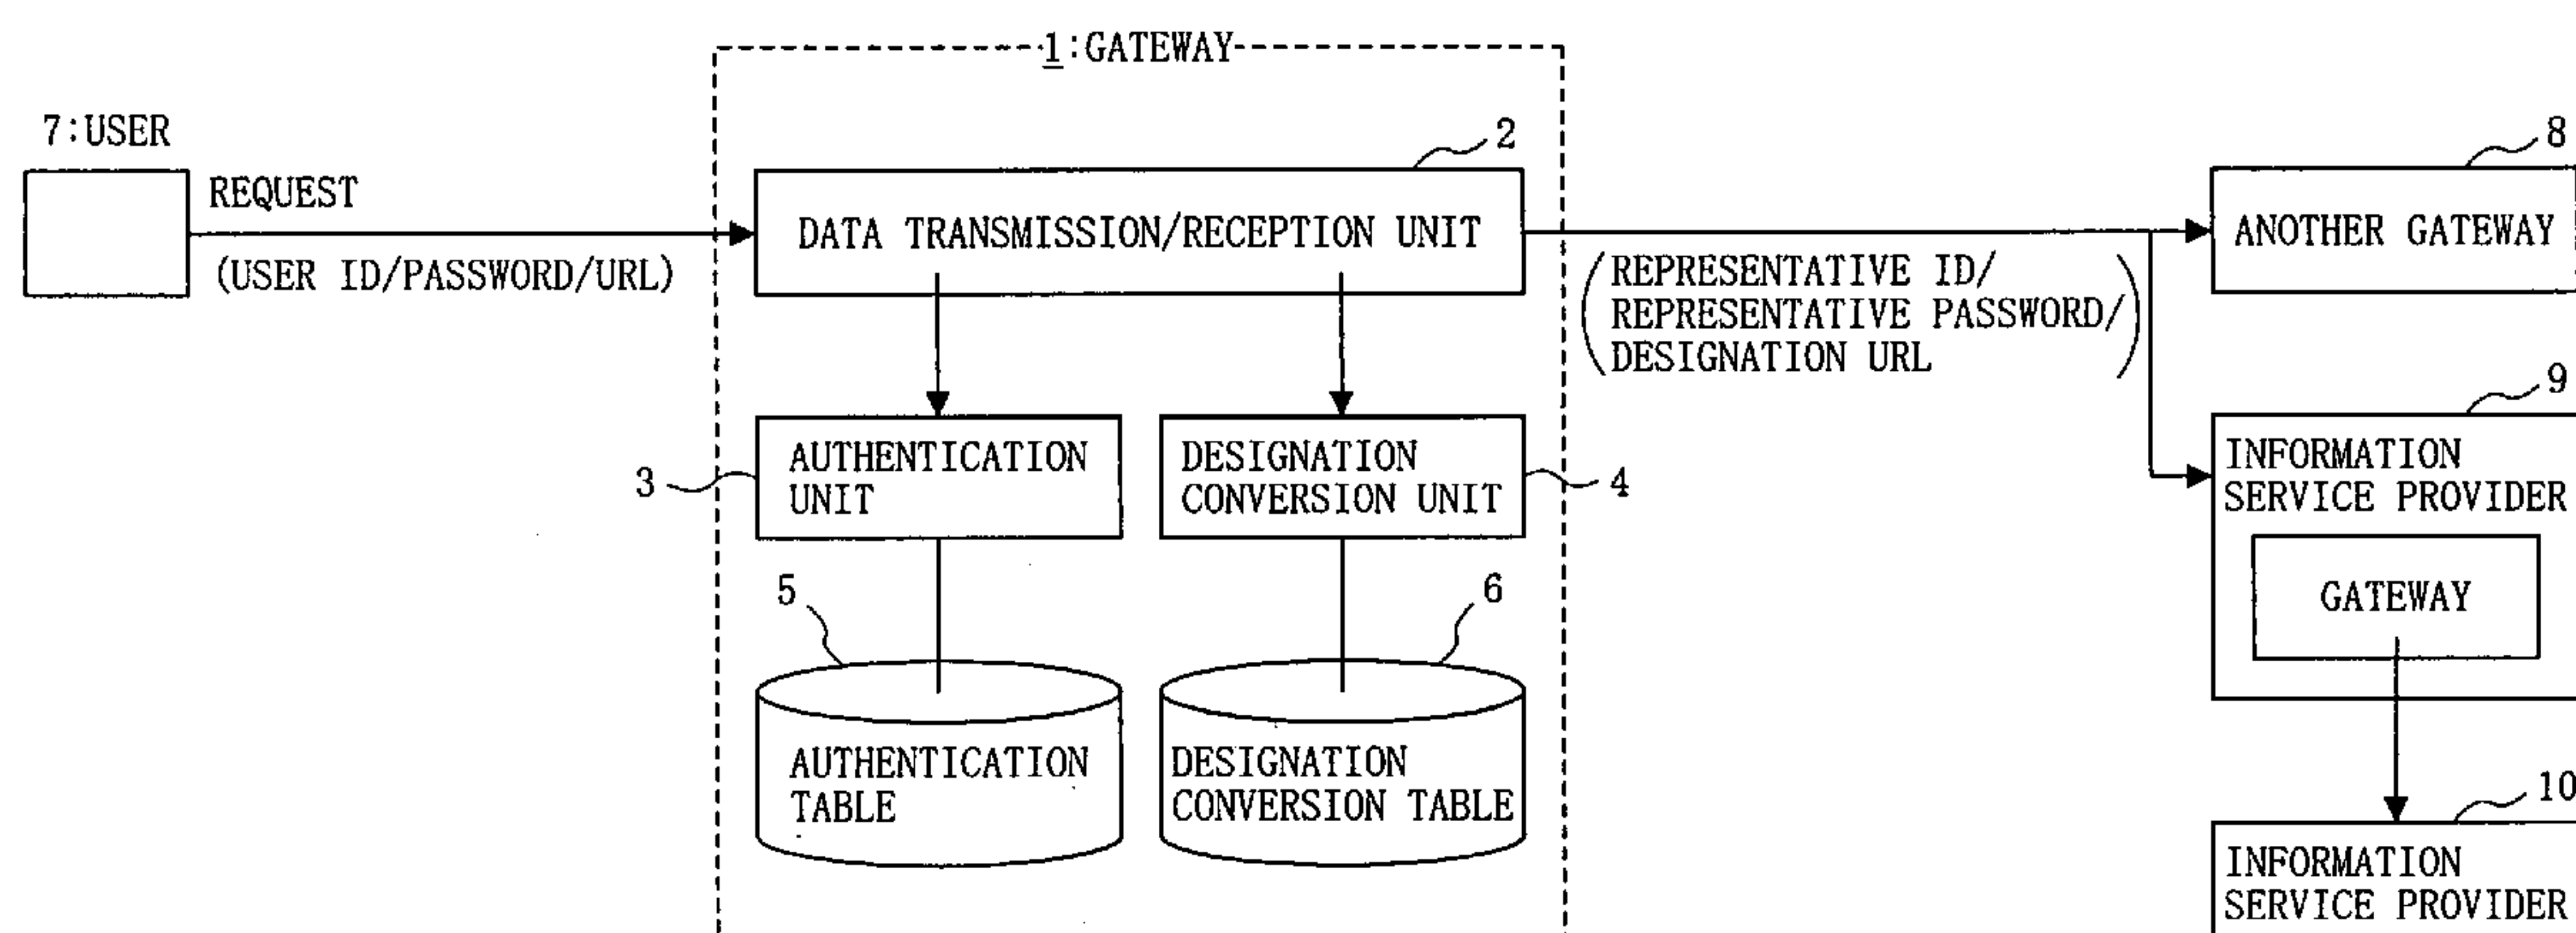 1:GATEWAY
7:USER
2
8
REQUEST
(USER ID/PASSWORD/URL)
DATA TRANSMISSION/RECEPTION UNIT
ANOTHER GATEWAY
(REPRESENTATIVE ID/
REPRESENTATIVE PASSWORD/
DESIGNATION URL)
9
3
AUTHENTICATION
UNIT
DESIGNATION
CONVERSION UNIT
4
INFORMATION
SERVICE PROVIDER
GATEWAY
5
6
AUTHENTICATION
TABLE
DESIGNATION
CONVERSION TABLE
10
INFORMATION
SERVICE PROVIDER